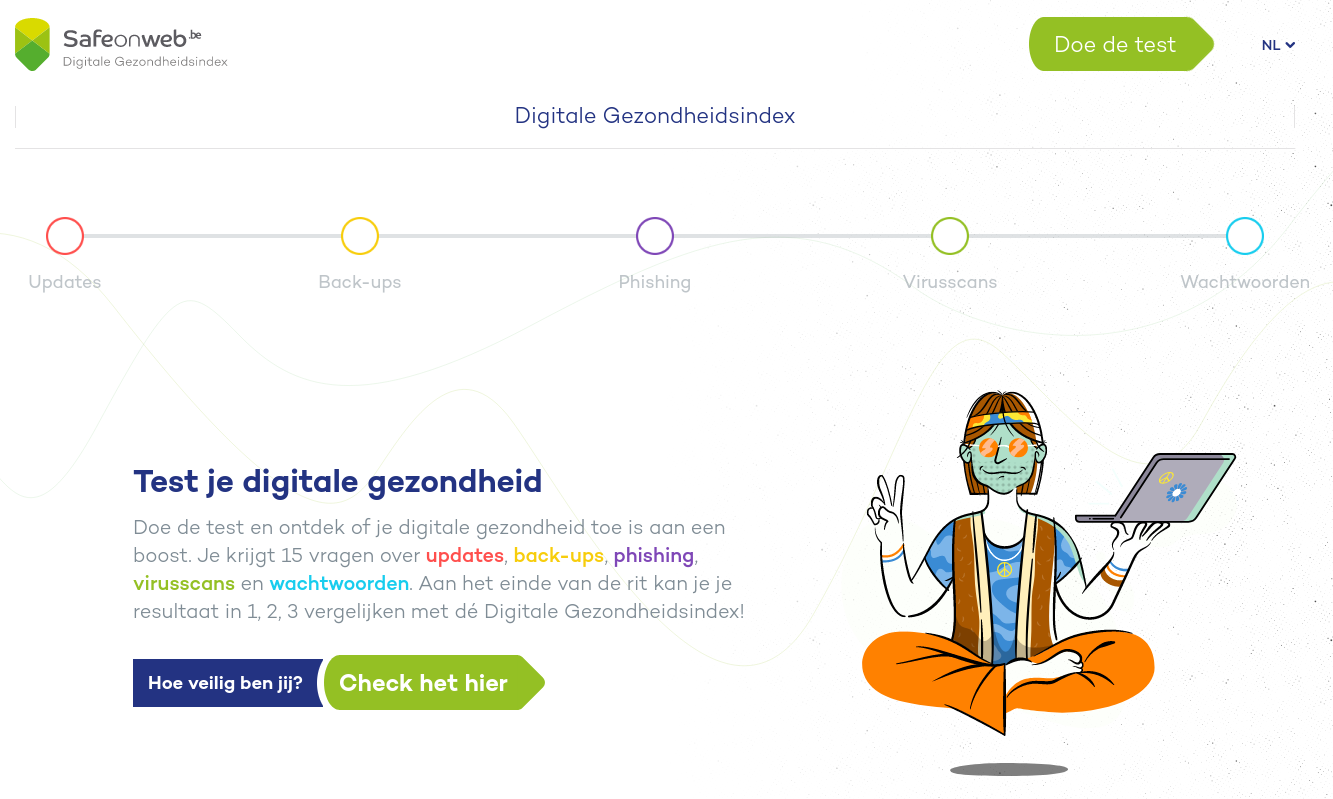 Safeonweb.be
Digitale Gezondheidsindex
Doe de test
NL
Digitale Gezondheidsindex
Updates
Back-ups
Phishing
Virusscans
Wachtwoorden
Test je digitale gezondheid
Doe de test en ontdek of je digitale gezondheid toe is aan een
boost. Je krijgt 15 vragen over updates, back-ups, phishing,
virusscans en wachtwoorden. Aan het einde van de rit kan je je
resultaat in 1, 2, 3 vergelijken met dé Digitale Gezondheidsindex!
Hoe veilig ben jij?
Check het hier